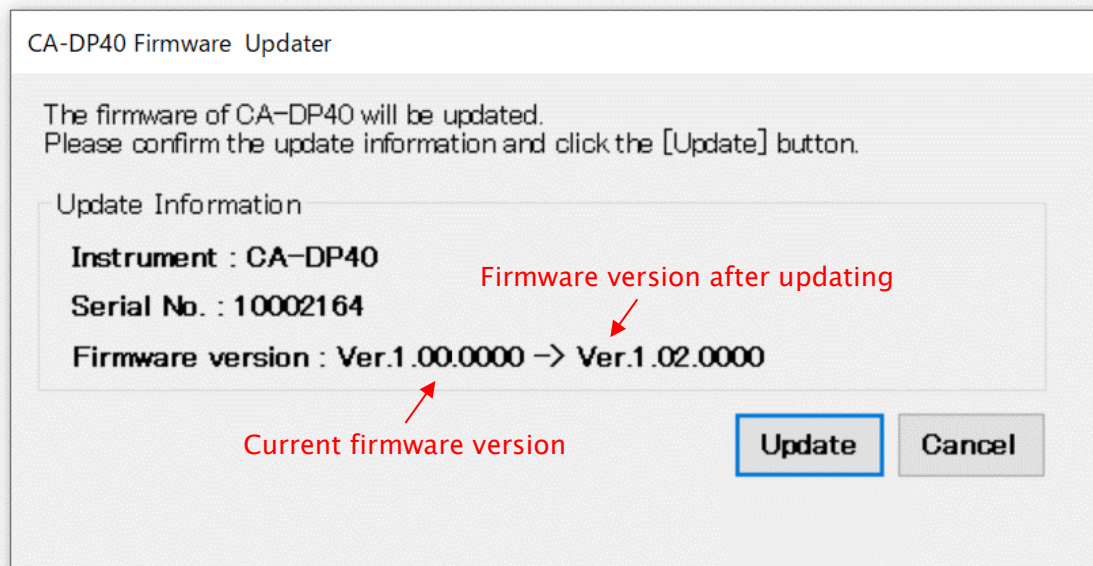 CA-DP40 Firmware Updater
The firmware of CA-DP40 will be updated.
Please confirm the update information and click the [Update] button.
Update Information
Instrument : CA-DP40
Firmware version after updating
Serial No. : 10002164
Firmware version : Ver.1.00.0000 -> Ver.1.02.0000
Current firmware version
Update
Cancel